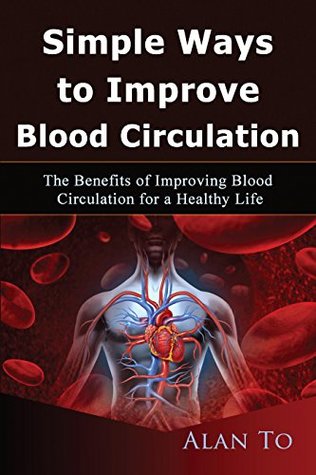 Simple Ways
to Improve
Blood Circulation
The Benefits of Improving Blood
Circulation for a Healthy Life
ALAN TO